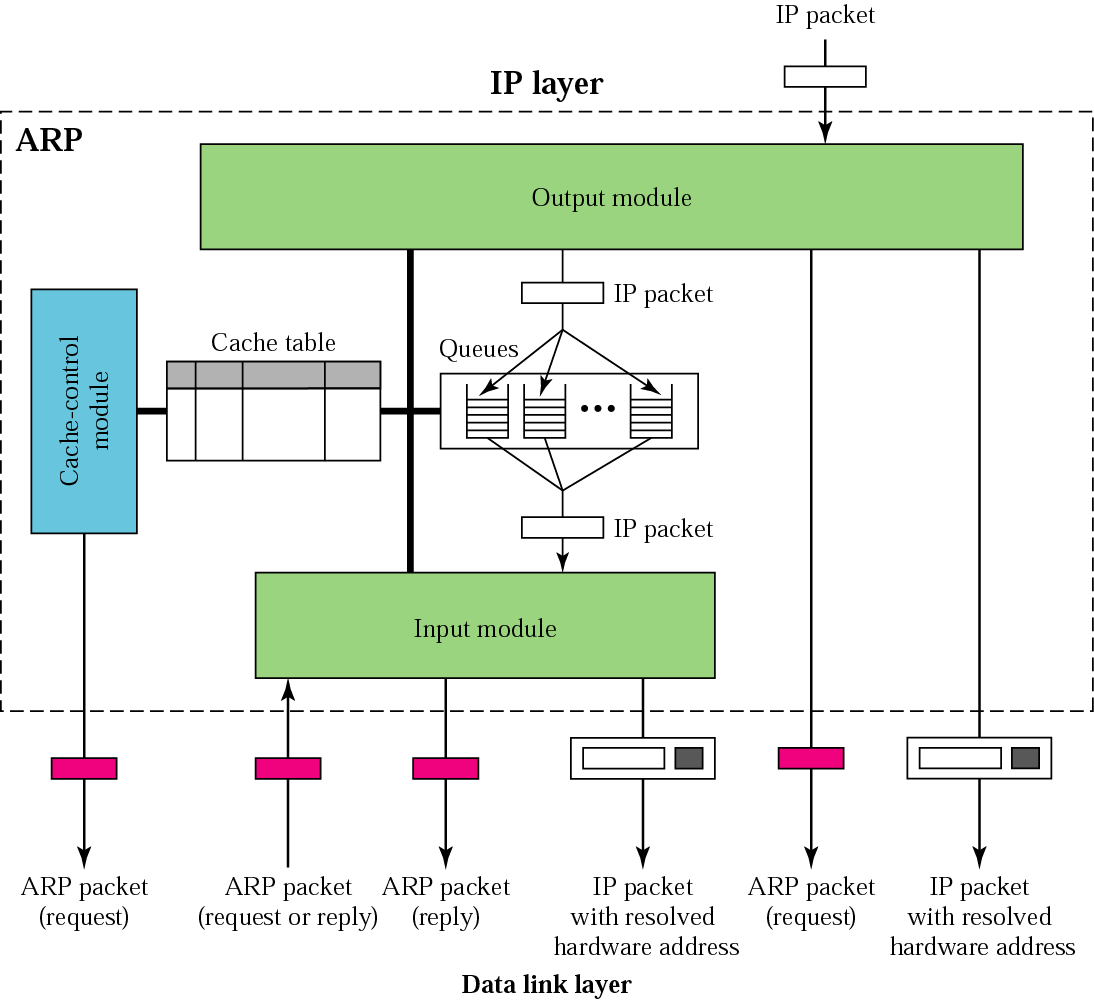 IP packet
IP layer
ARP
Output module
IP packet
Cache table
Queues
Cache-control
module
IP packet
Input module
ARP packet
(request)
ARP packet
(request or reply)
ARP packet
(reply)
IP packet
with resolved
hardware address
ARP packet
(request)
IP packet
with resolved
hardware address
Data link layer